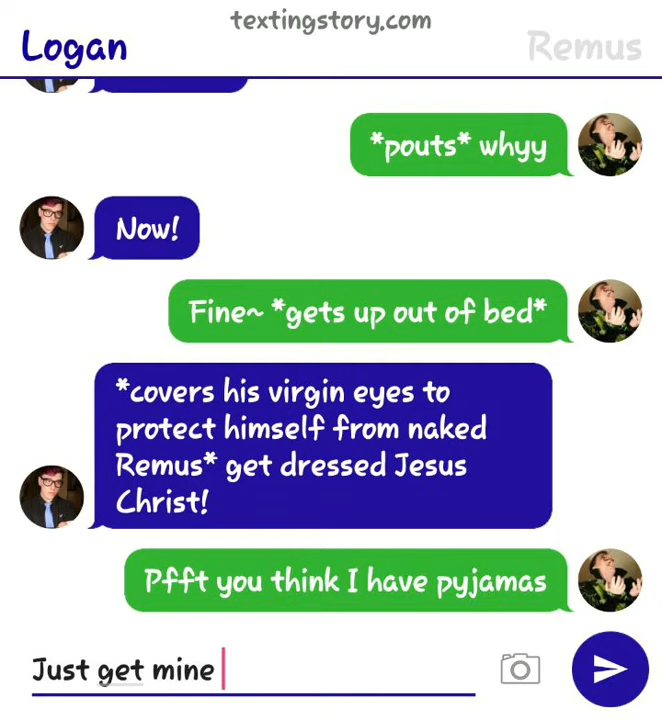 textingstory.com
Logan
Remus
*pouts* whyy
Now!
Fine~ *gets up out of bed*
*covers his virgin eyes to
protect himself from naked
Remus* get dressed Jesus
Christ!
Pfft you think I have pyjamas
Just get mine